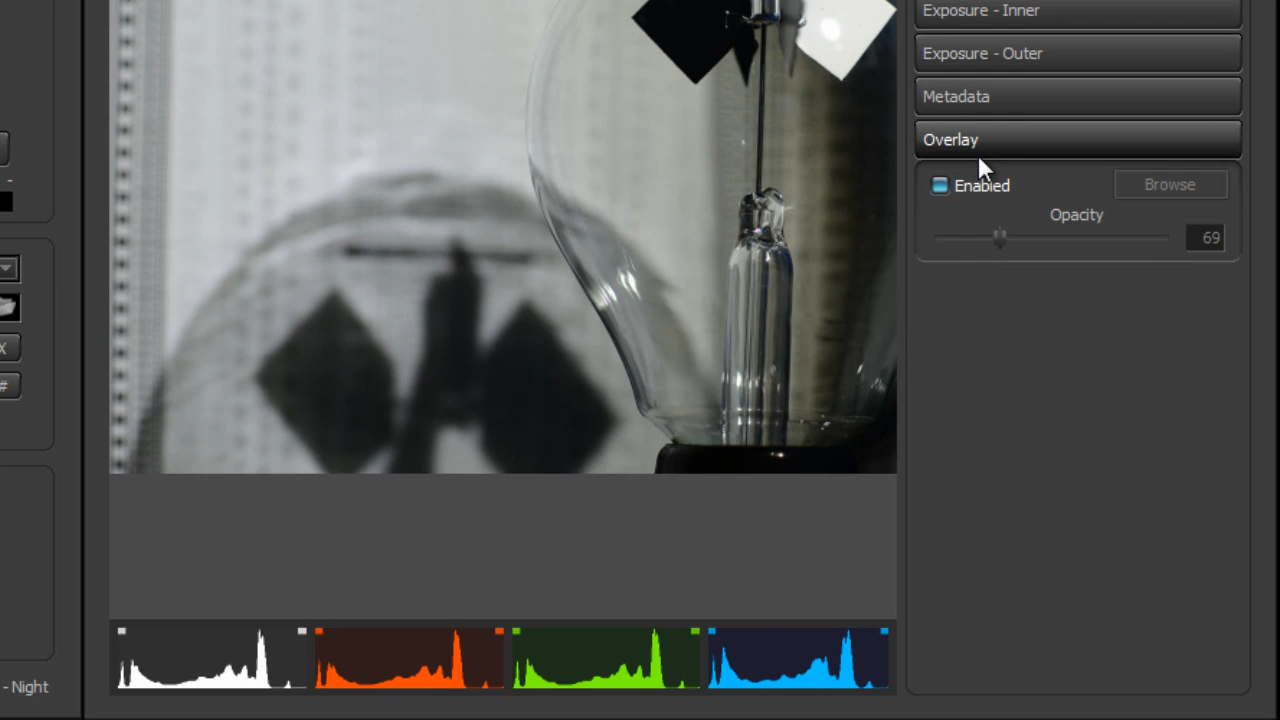 Exposure - Inner
Exposure - Outer
Metadata
Overlay
Enabled
Browse
Opacity
69
-
X
#
- Night